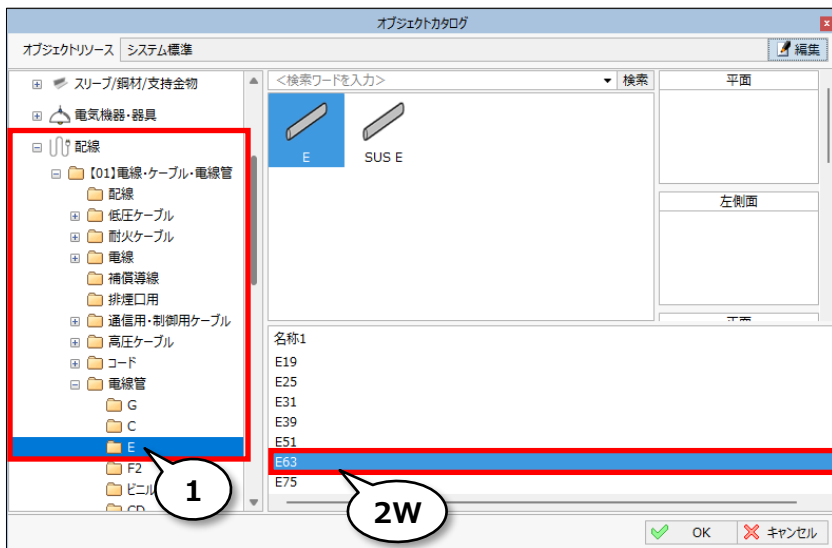 オブジェクトカタログ
オブジェクトリソース システム標準 編集
スリーブ/鋼材/支持金物
電気機器・器具
配線
【01】電線・ケーブル・電線管
配線
低圧ケーブル
耐火ケーブル
電線
補償導線
排煙口用
通信用・制御用ケーブル
高圧ケーブル
コード
電線管
G
C
E
F2
ビニル
CD
1
<検索ワードを入力> 検索
E SUS E
名称1
E19
E25
E31
E39
E51
E63
E75
2W
平面
左側面
正面
OK キャンセル